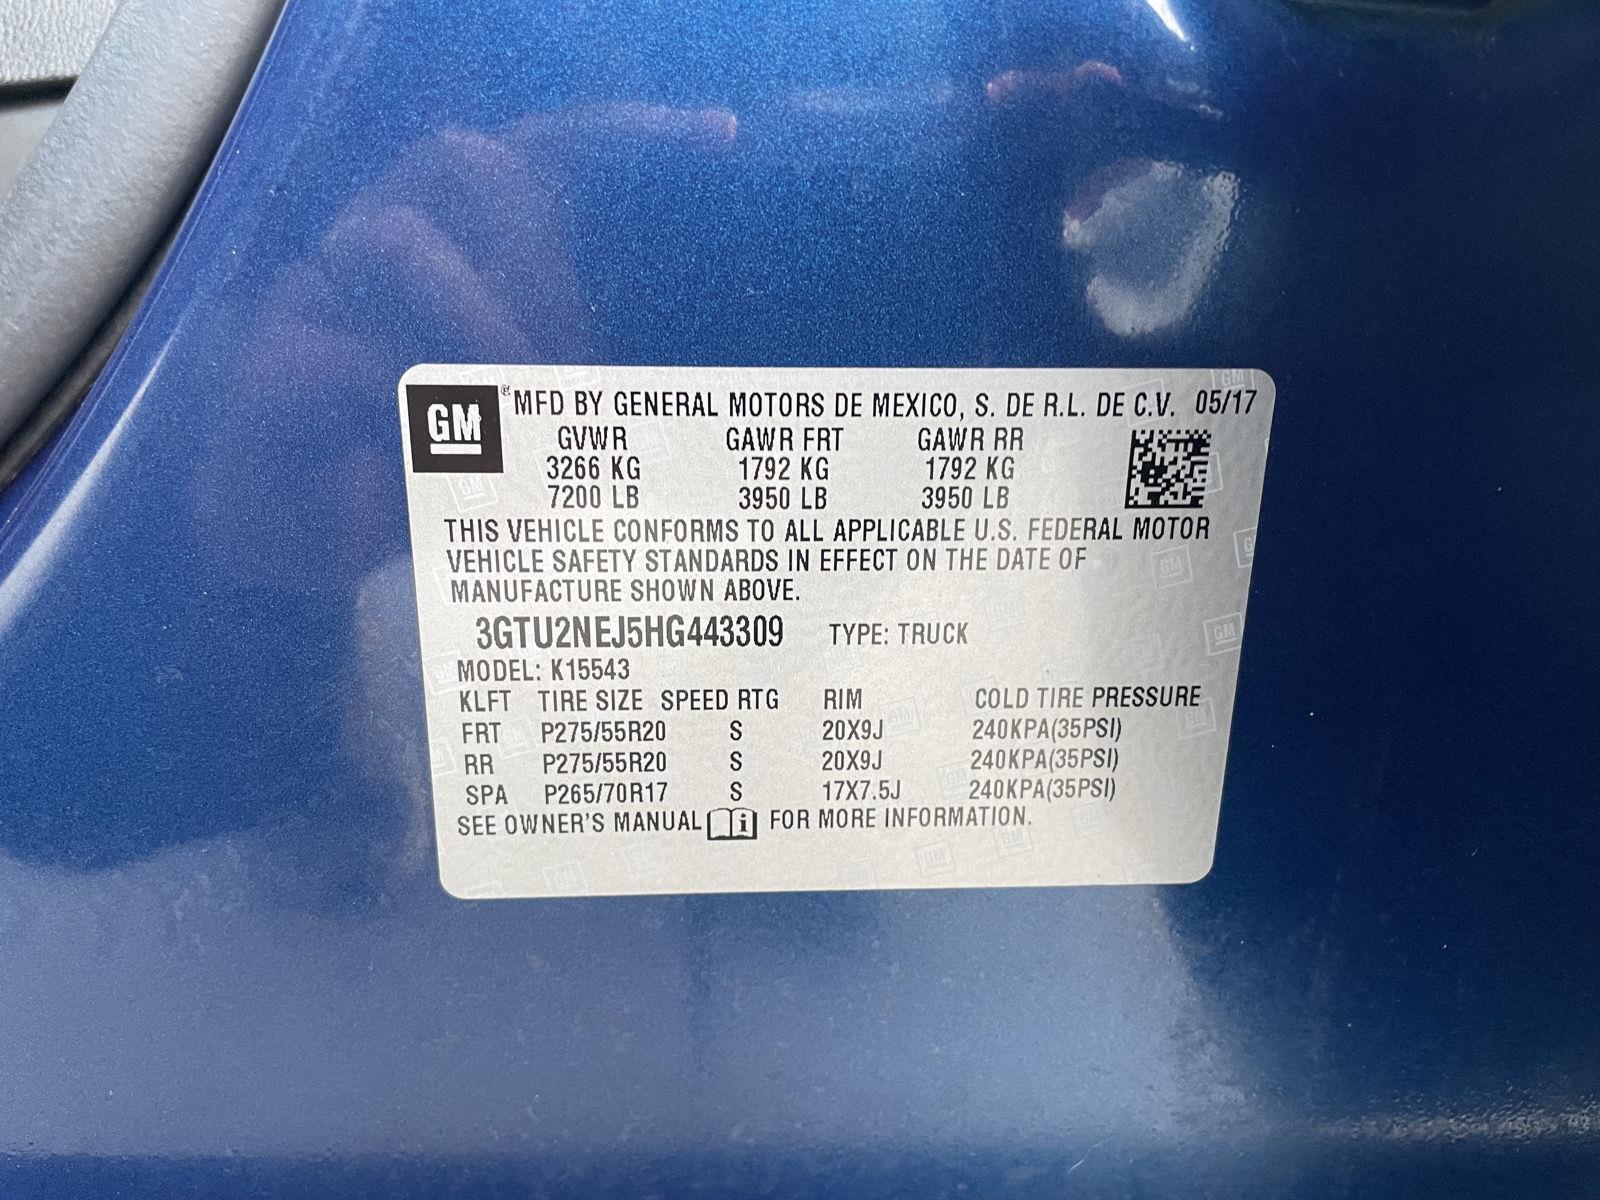 GM ® MFD BY GENERAL MOTORS DE MEXICO, S. DE R.L. DE C.V. 05/17
GVWR GAWR FRT GAWR RR
3266 KG 1792 KG 1792 KG
7200 LB 3950 LB 3950 LB
THIS VEHICLE CONFORMS TO ALL APPLICABLE U.S. FEDERAL MOTOR
VEHICLE SAFETY STANDARDS IN EFFECT ON THE DATE OF
MANUFACTURE SHOWN ABOVE.
3GTU2NEJ5HG443309 TYPE: TRUCK
MODEL: K15543
KLFT TIRE SIZE SPEED RTG RIM COLD TIRE PRESSURE
FRT P275/55R20 S 20X9J 240KPA(35PSI)
RR P275/55R20 S 20X9J 240KPA(35PSI)
SPA P265/70R17 S 17X7.5J 240KPA(35PSI)
SEE OWNER'S MANUAL i FOR MORE INFORMATION.